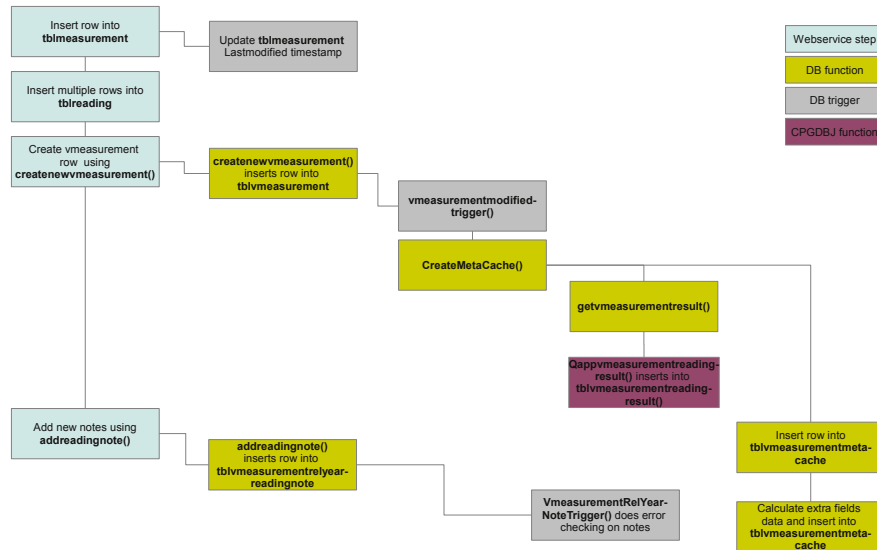 Insert row into
tblmeasurement
Update tblmeasurement
Lastmodified timestamp
Webservice step
DB function
DB trigger
CPGDBJ function
Insert multiple rows into
tblreading
Create vmeasurement
row using
createnewvmeasurement()
createnewvmeasurement()
inserts row into
tblvmeasurement
vmeasurementmodified-
trigger()
CreateMetaCache()
getvmeasurementresult()
Qappvmeasurementreading-
result() inserts into
tblvmeasurementreading-
result()
Add new notes using
addreadingnote()
addreadingnote()
inserts row into
tblvmeasurementrelyear-
readingnote
Insert row into
tblvmeasurementmeta-
cache
VmeasurementRelYear-
NoteTrigger() does error
checking on notes
Calculate extra fields
data and insert into
tblvmeasurementmeta-
cache